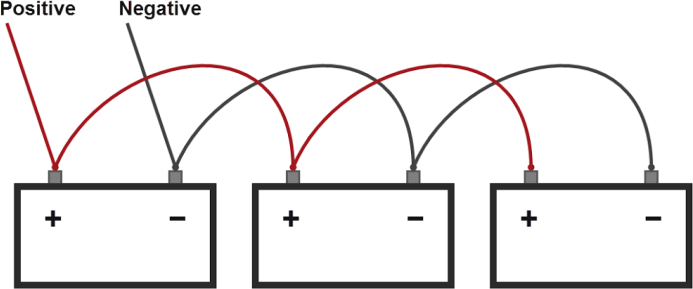 Positive Negative
+ − + − + −